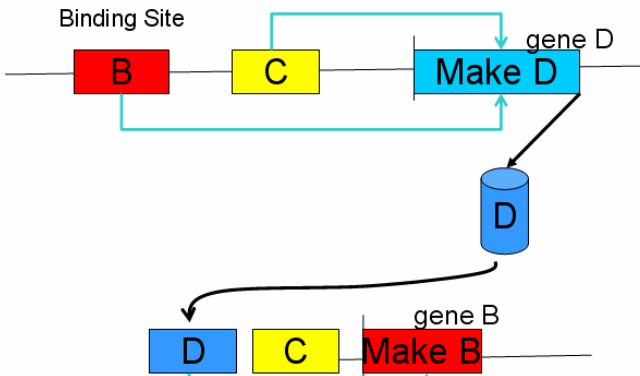 Binding Site
gene D
B
C
Make D
D
gene B
D
C
Make B